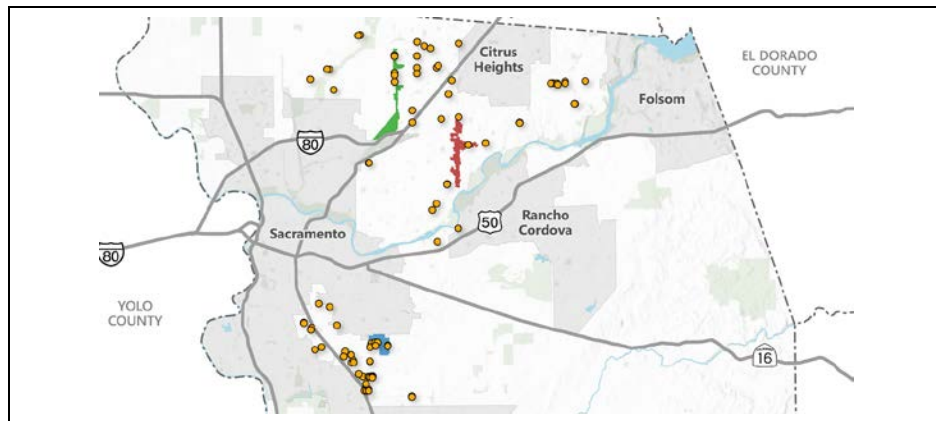 Citrus
Heights
EL DORADO
COUNTY
Folsom
80
50
Rancho
Cordova
Sacramento
80
YOLO
COUNTY
16